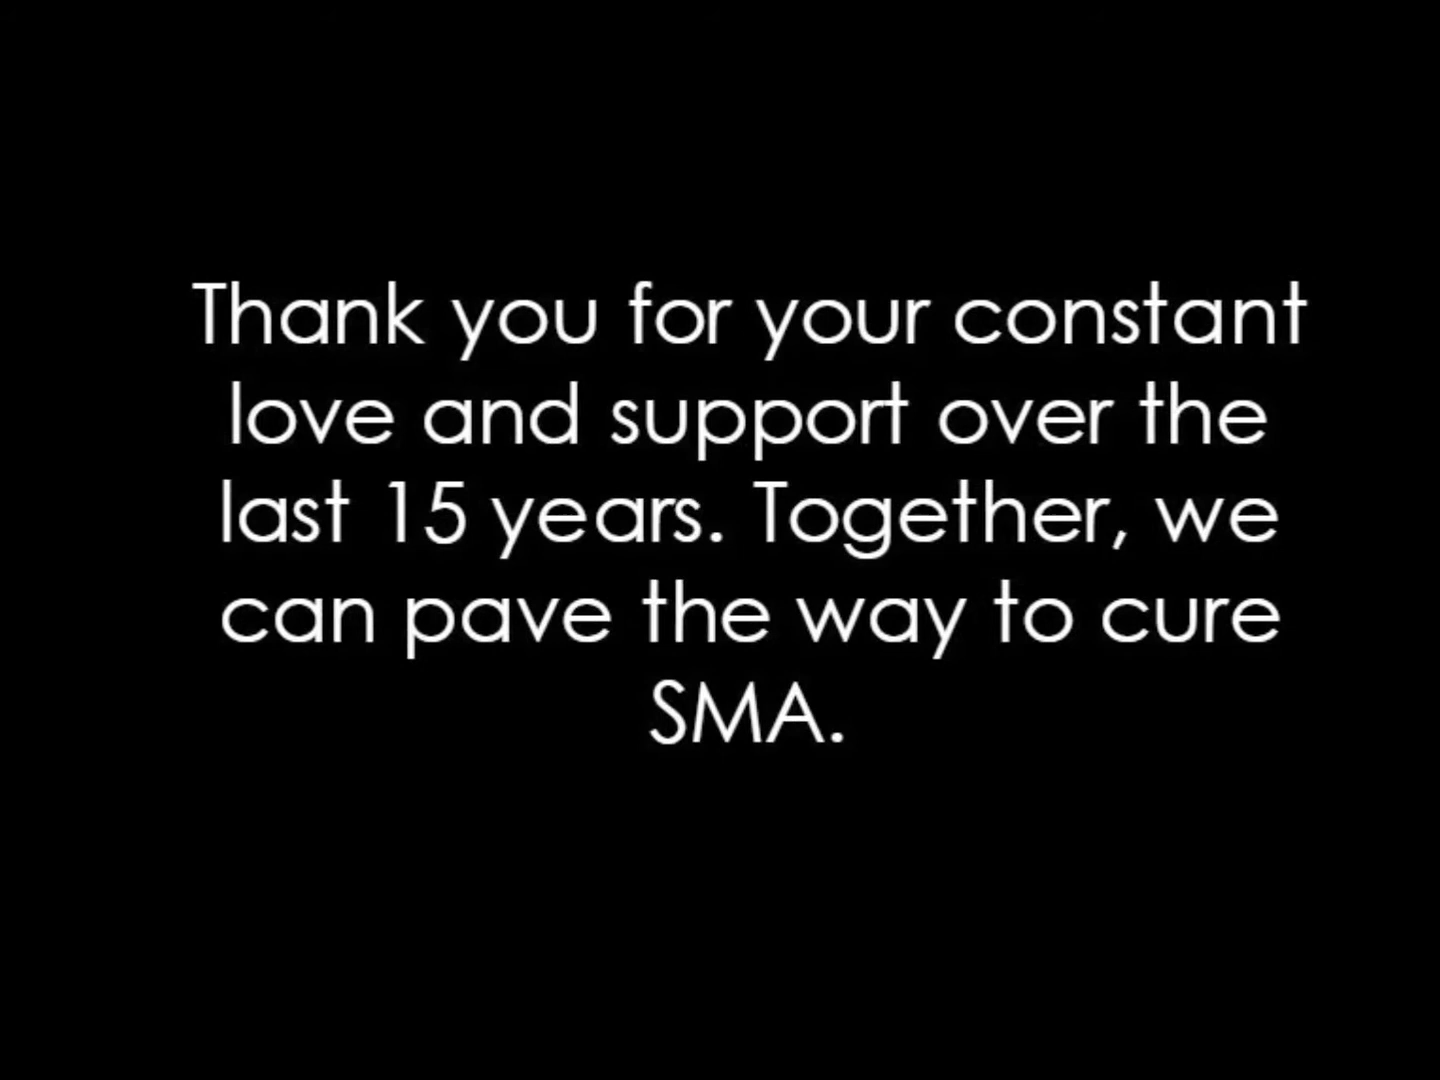 Thank you for your constant
love and support over the
last 15 years. Together, we
can pave the way to cure
SMA.